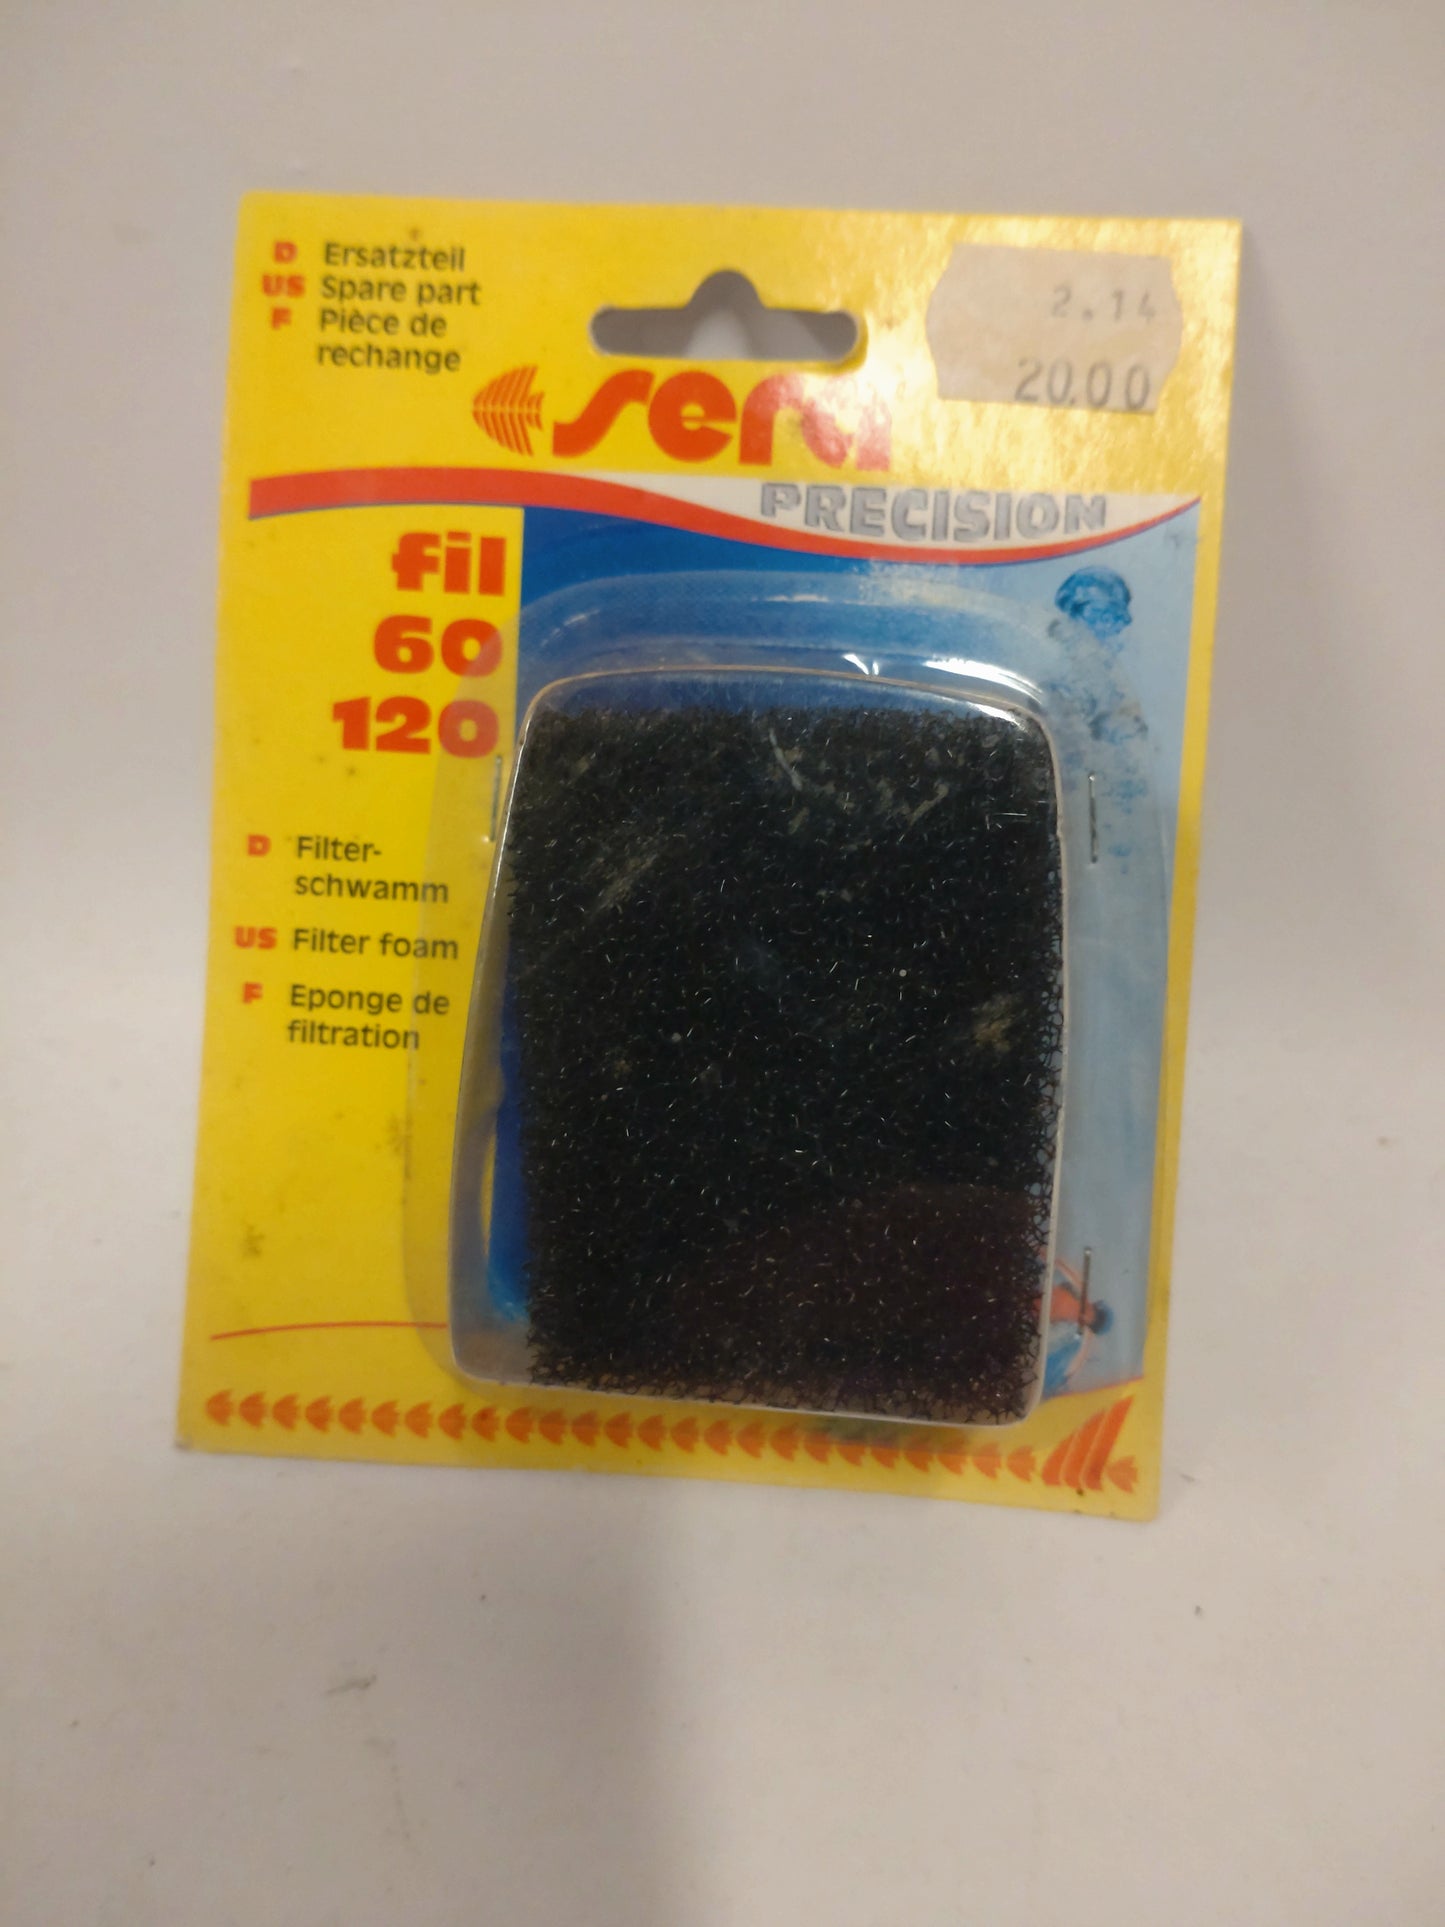 D Ersatzteil
US Spare part
F Pièce de
rechange
2.14
20.00
sera
PRECISION
fil
60
120
D Filter-
schwamm
US Filter foam
F Eponge de
filtration